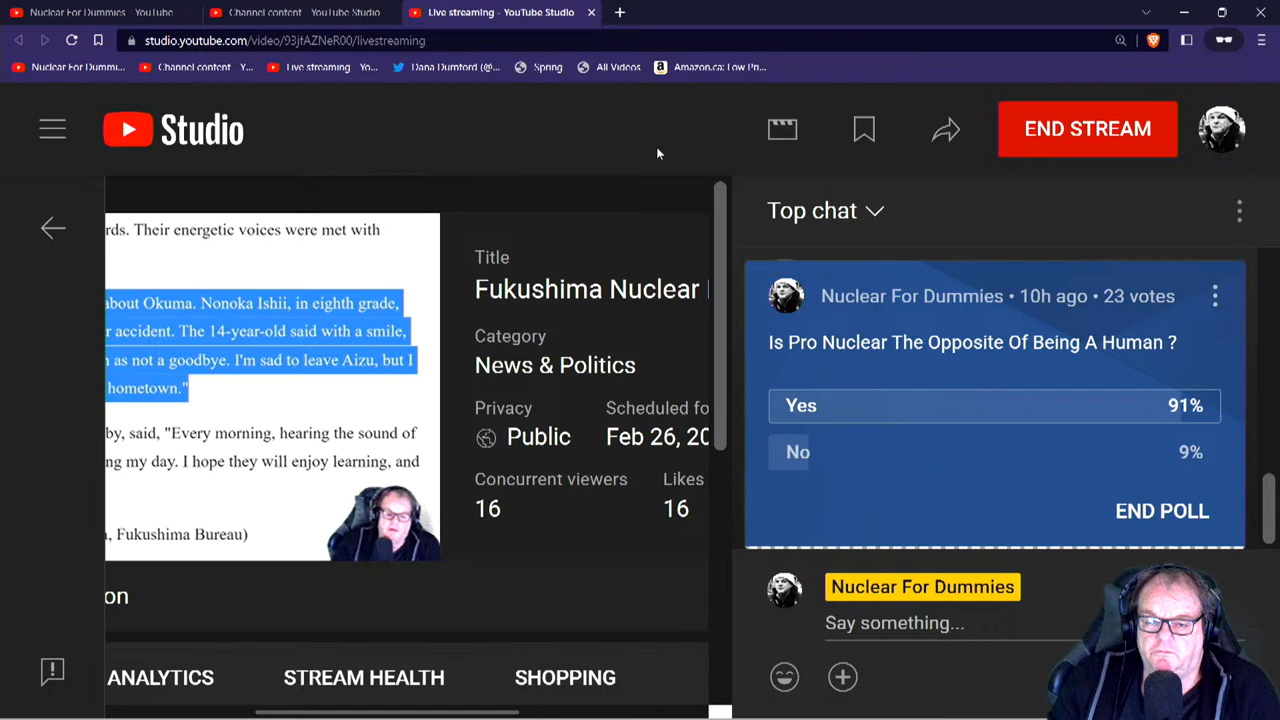 Nuclear For Dummies - YouTube
Channel content - YouTube Studio
Live streaming - YouTube Studio
studio.youtube.com/video/93jfAZNeR00/livestreaming
Nuclear For Dummi...
Channel content - Y...
Live streaming - Yo...
Dana Durnford (@...
Spring
All Videos
Amazon.ca: Low Pri...
Studio
END STREAM
rds. Their energetic voices were met with
about Okuma. Nonoka Ishii, in eighth grade,
r accident. The 14-year-old said with a smile,
as not a goodbye. I'm sad to leave Aizu, but I
hometown."
by, said, "Every morning, hearing the sound of
ng my day. I hope they will enjoy learning, and
, Fukushima Bureau)
on
ANALYTICS
STREAM HEALTH
SHOPPING
Title
Fukushima Nuclear
Category
News & Politics
Privacy
Public
Scheduled fo
Feb 26, 20
Concurrent viewers
16
Likes
16
Top chat
Nuclear For Dummies • 10h ago • 23 votes
Is Pro Nuclear The Opposite Of Being A Human ?
Yes 91%
No 9%
END POLL
Nuclear For Dummies
Say something...